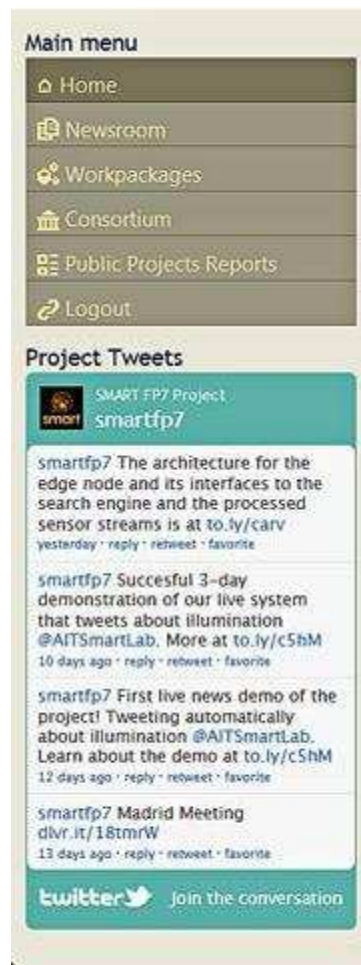 Main menu
Home
Newsroom
Workpackages
Consortium
Public Projects Reports
Logout
Project Tweets
SMART FP7 Project
smart smartfp7
smartfp7 The architecture for the
edge node and its interfaces to the
search engine and the processed
sensor streams is at to.ly/carv
yesterday · reply · retweet · favorite
smartfp7 Succesful 3-day
demonstration of our live system
that tweets about illumination
@AITSmartLab. More at to.ly/c5hM
10 days ago · reply · retweet · favorite
smartfp7 First live news demo of the
project! Tweeting automatically
about illumination @AITSmartLab.
Learn about the demo at to.ly/c5hM
12 days ago · reply · retweet · favorite
smartfp7 Madrid Meeting
dlvr.it/18tmrW
13 days ago · reply · retweet · favorite
twitter Join the conversation